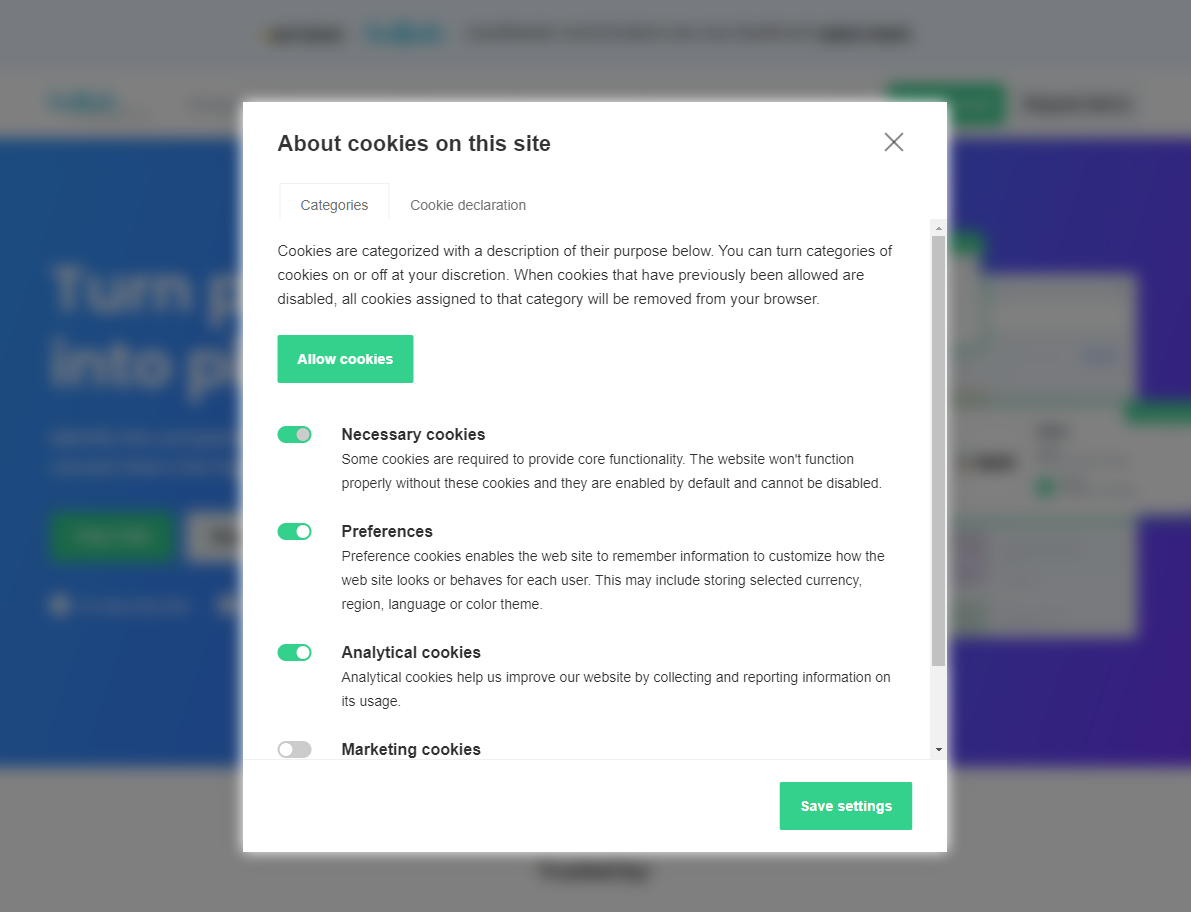 About cookies on this site
Categories
Cookie declaration
Cookies are categorized with a description of their purpose below. You can turn categories of
cookies on or off at your discretion. When cookies that have previously been allowed are
disabled, all cookies assigned to that category will be removed from your browser.
Allow cookies
Necessary cookies
Some cookies are required to provide core functionality. The website won't function
properly without these cookies and they are enabled by default and cannot be disabled.
Preferences
Preference cookies enables the web site to remember information to customize how the
web site looks or behaves for each user. This may include storing selected currency,
region, language or color theme.
Analytical cookies
Analytical cookies help us improve our website by collecting and reporting information on
its usage.
Marketing cookies
Save settings
Turn
into
Trusted by